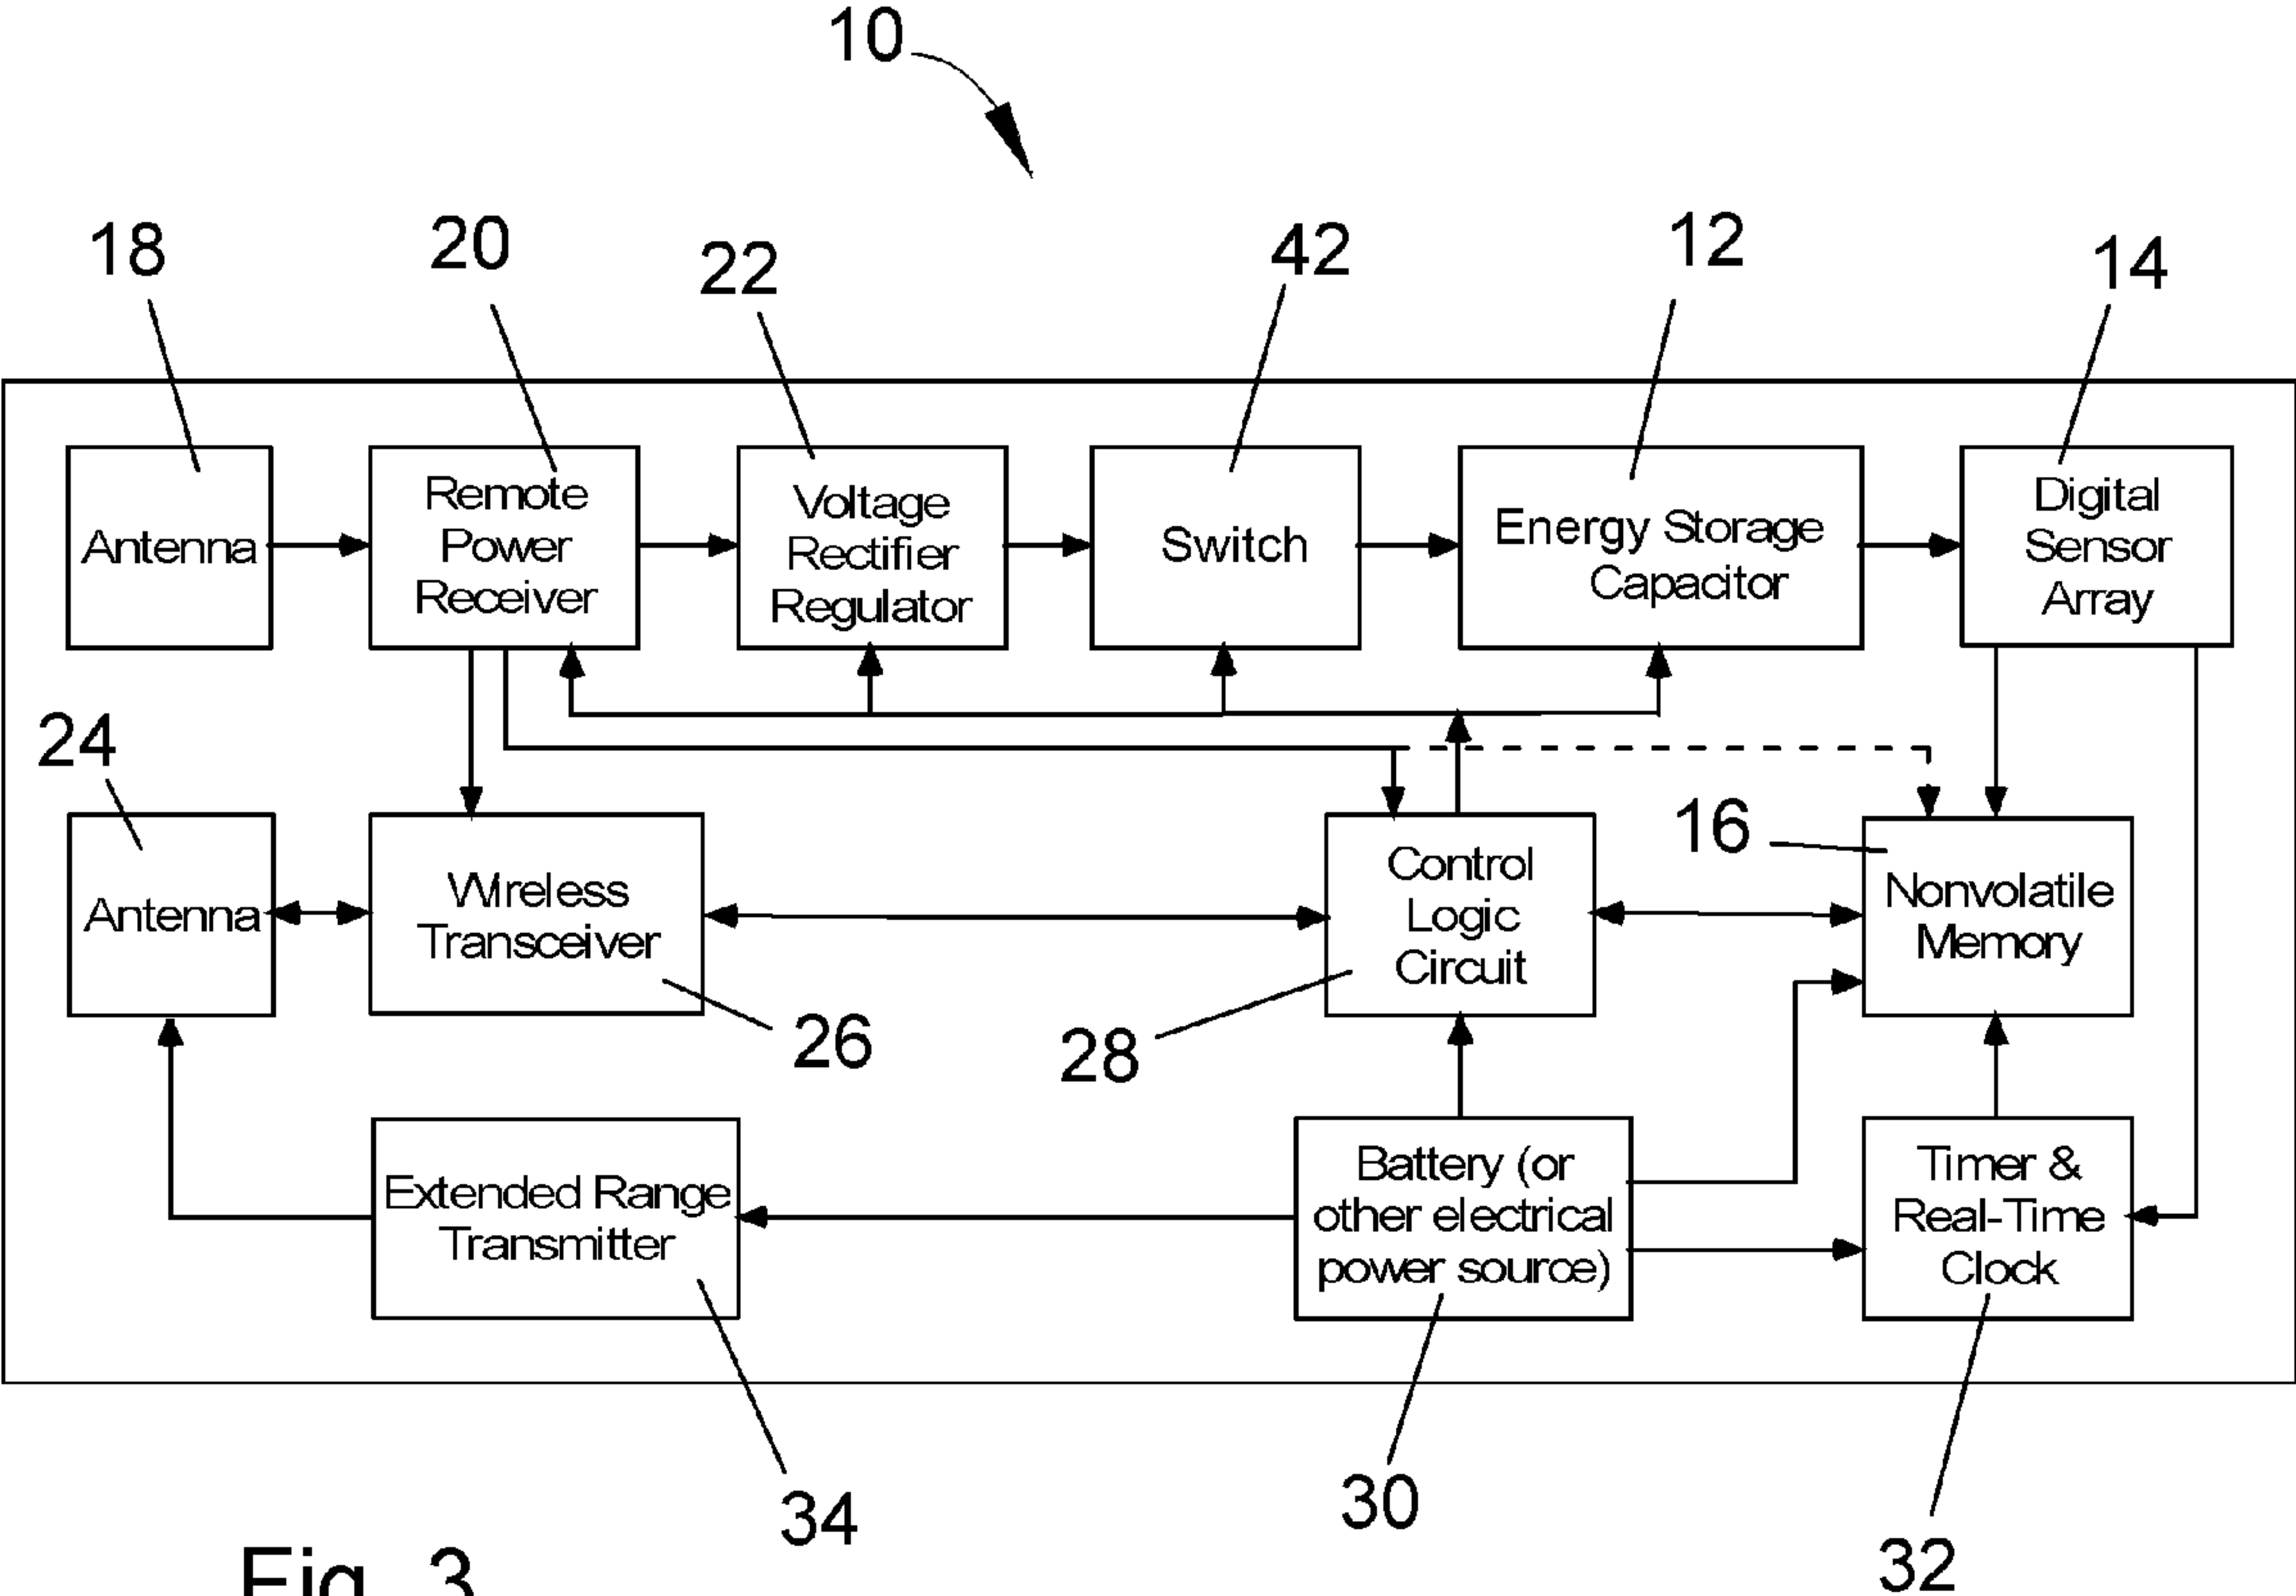 10
18
20
22
42
12
14
Antenna
Remote
Power
Receiver
Voltage
Rectifier
Regulator
Switch
Energy Storage
Capacitor
Digital
Sensor
Array
24
16
Antenna
Wireless
Transceiver
Control
Logic
Circuit
Nonvolatile
Memory
26
28
Extended Range
Transmitter
Battery (or
other electrical
power source)
Timer &
Real-Time
Clock
34
30
32
Fig. 3